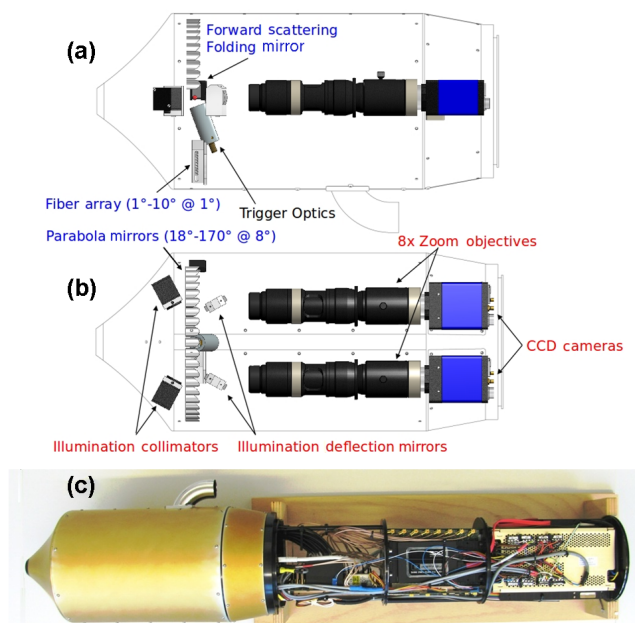 (a)
Forward scattering
Folding mirror
Fiber array (1°-10° @ 1°)
Trigger Optics
Parabola mirrors (18°-170° @ 8°)
8x Zoom objectives
(b)
CCD cameras
Illumination collimators
Illumination deflection mirrors
(c)